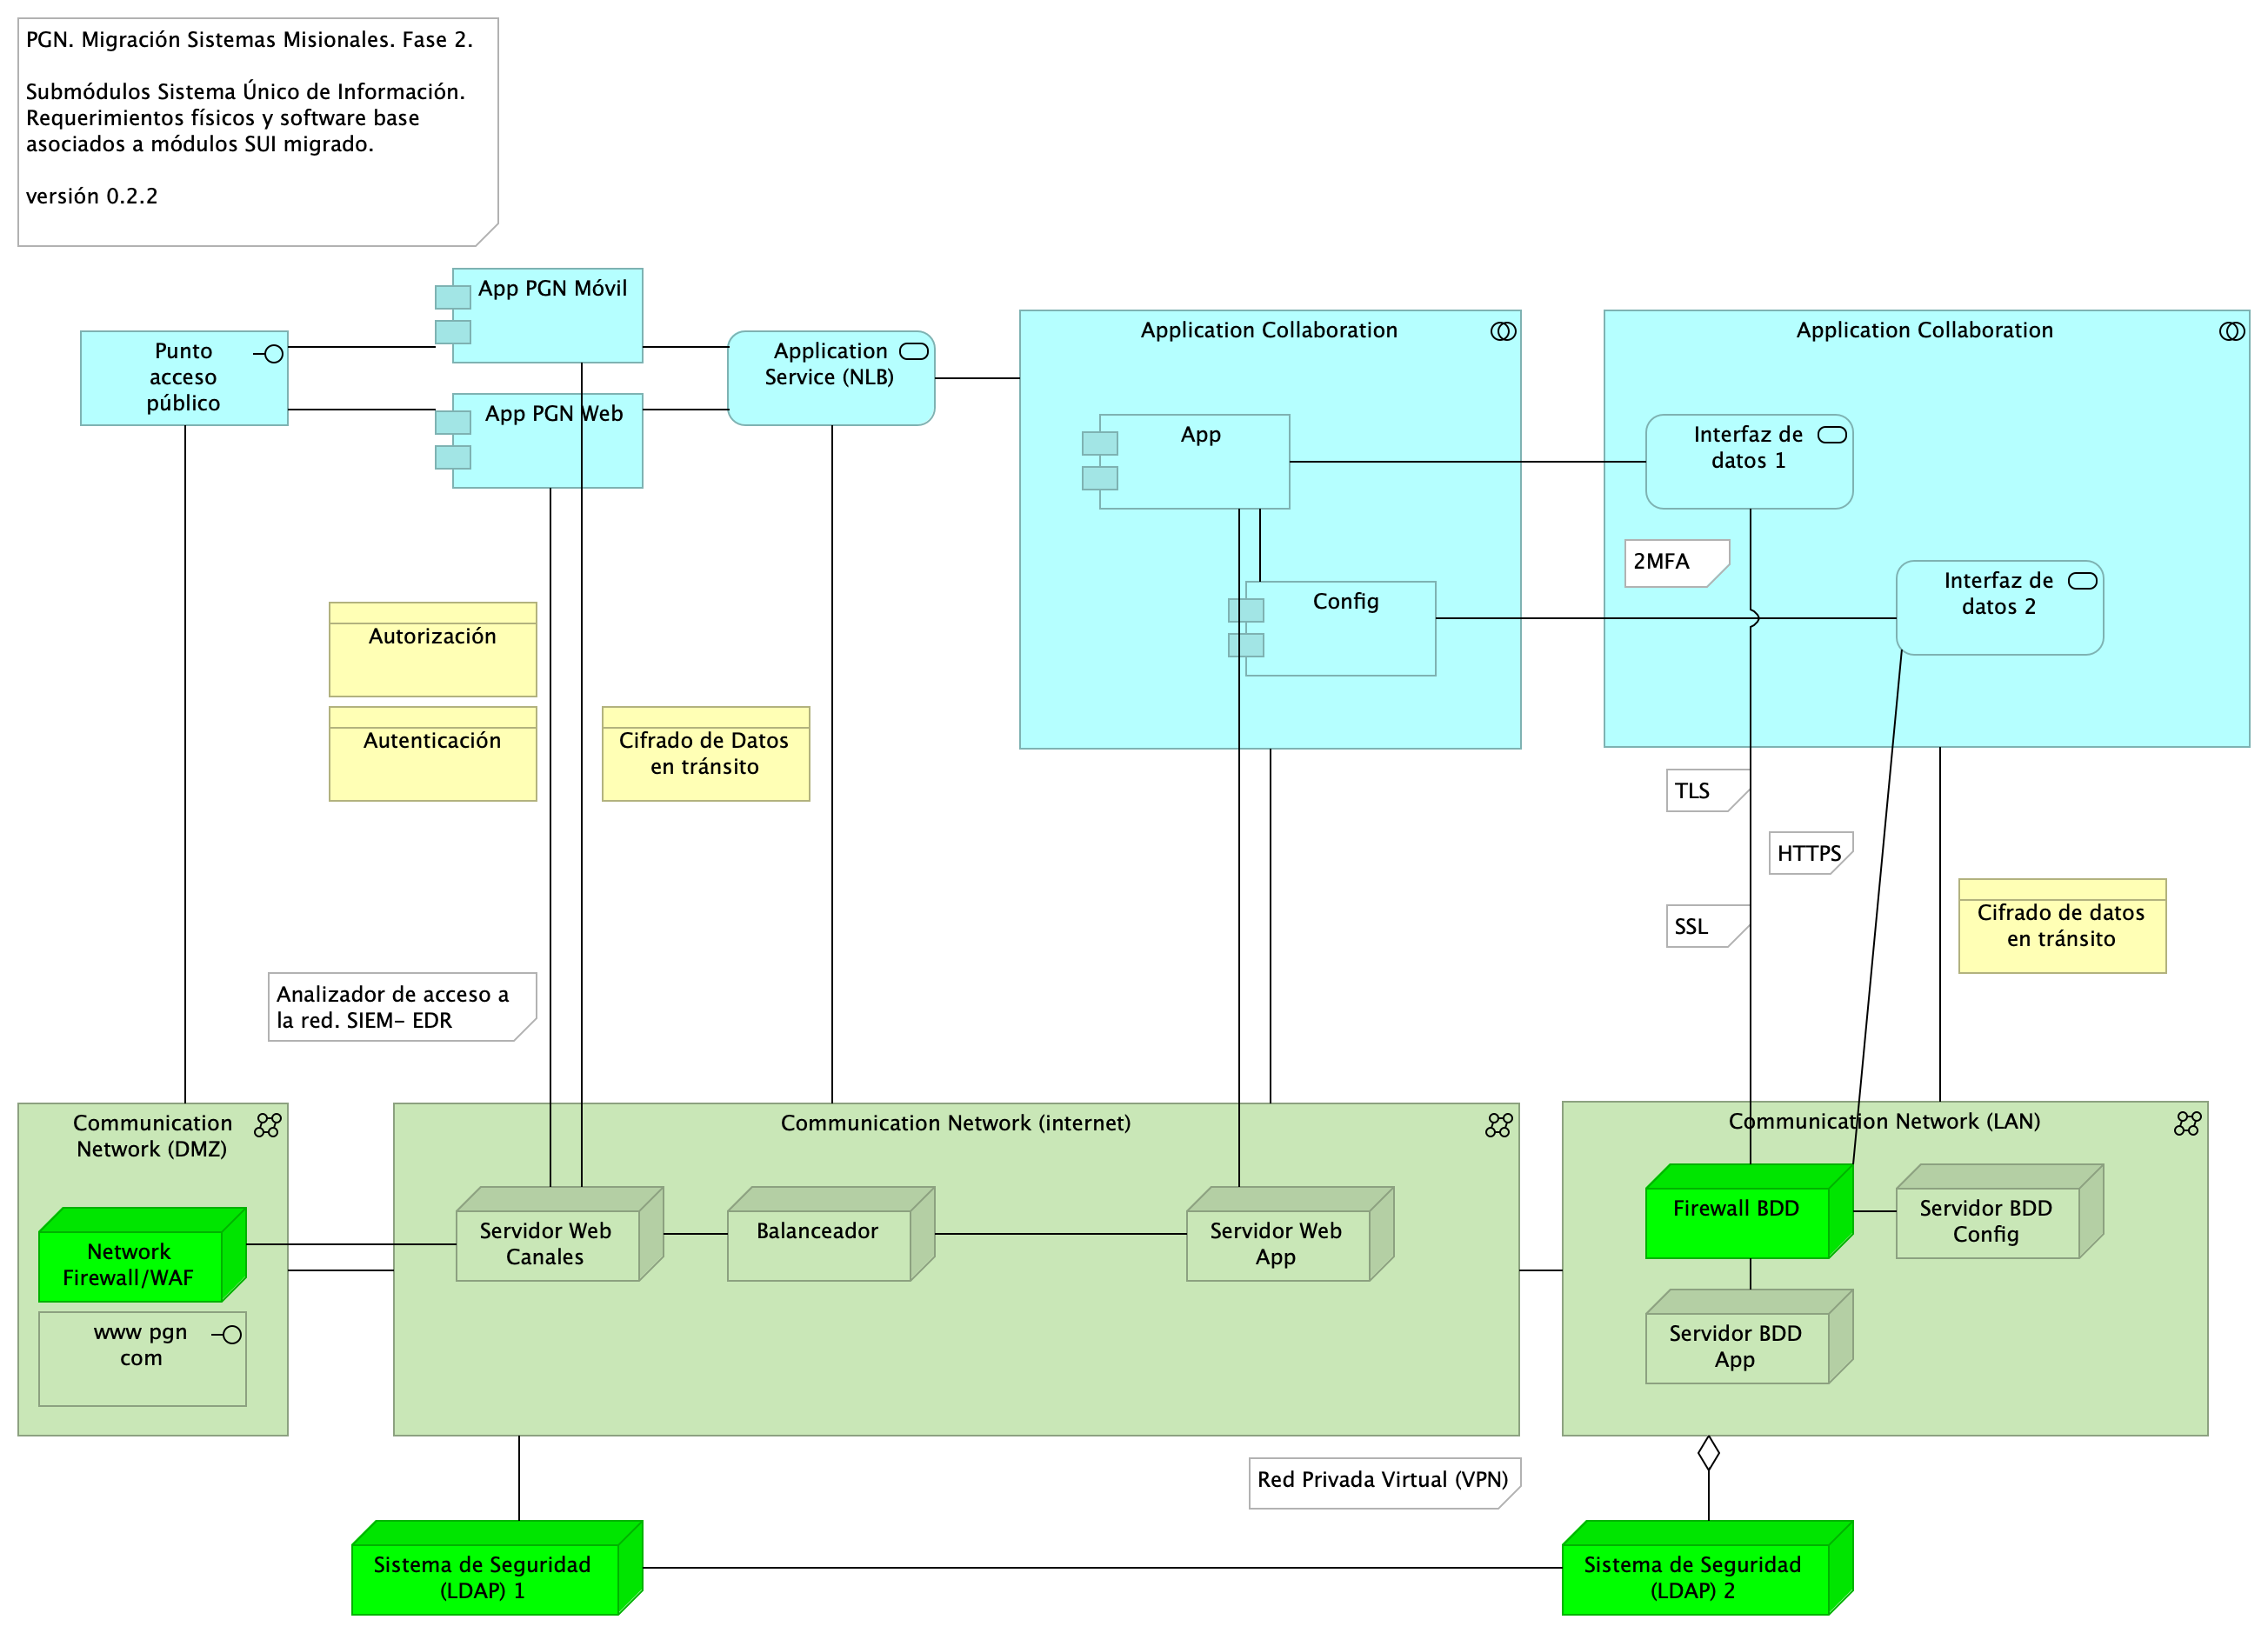 PGN. Migración Sistemas Misionales. Fase 2.
Submódulos Sistema Único de Información.
Requerimientos físicos y software base
asociados a módulos SUI migrado.
versión 0.2.2
App PGN Móvil
Punto
acceso
público
Application
Service (NLB)
App PGN Web
Application Collaboration
Application Collaboration
App
Interfaz de
datos 1
2MFA
Config
Interfaz de
datos 2
Autorización
Autenticación
Cifrado de Datos
en tránsito
TLS
HTTPS
SSL
Cifrado de datos
en tránsito
Analizador de acceso a
la red. SIEM- EDR
Communication
Network (DMZ)
Network
Firewall/WAF
www pgn
com
Communication Network (internet)
Servidor Web
Canales
Balanceador
Servidor Web
App
Communication Network (LAN)
Firewall BDD
Servidor BDD
Config
Servidor BDD
App
Red Privada Virtual (VPN)
Sistema de Seguridad
(LDAP) 1
Sistema de Seguridad
(LDAP) 2